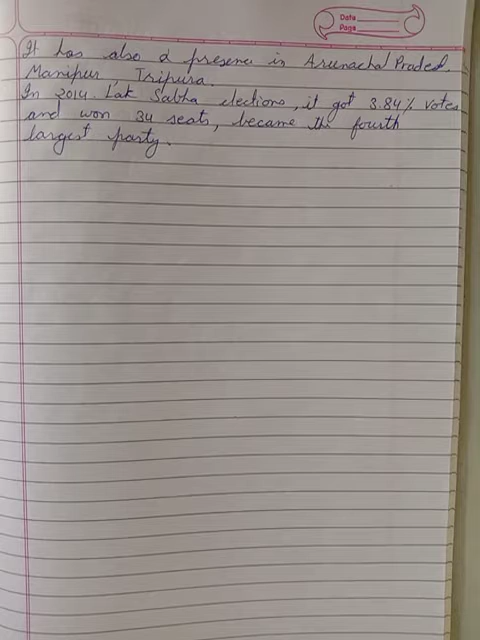 Date
Page
It has also a presence in Arunachal Pradesh
Manipur, Tripura.
In 2014 Lok Sabha elections, it got 3.84% votes
and won 34 seats, became the fourth
largest party.